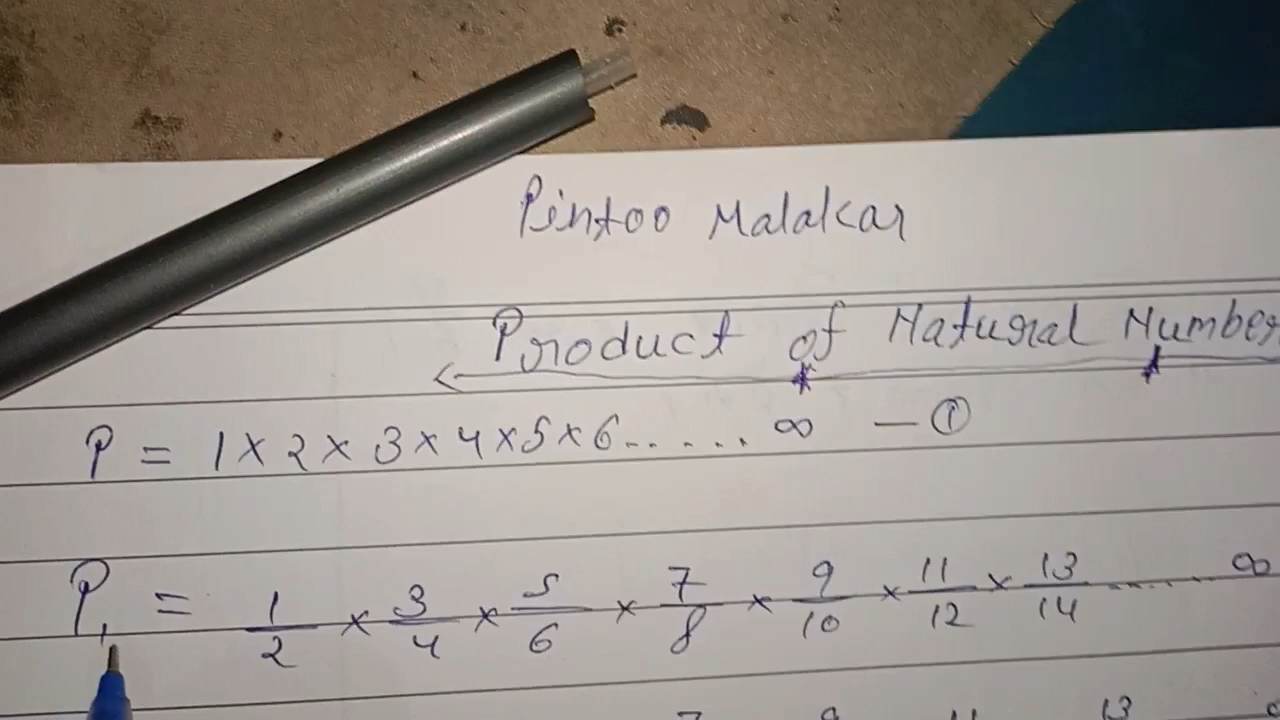 Pintoo Malakar
Product of Natural Number
P = 1 × 2 × 3 × 4 × 5 × 6 ...... ∞ — ①
P₁ = 1/2 × 3/4 × 5/6 × 7/8 × 9/10 × 11/12 × 13/14 ....... ∞